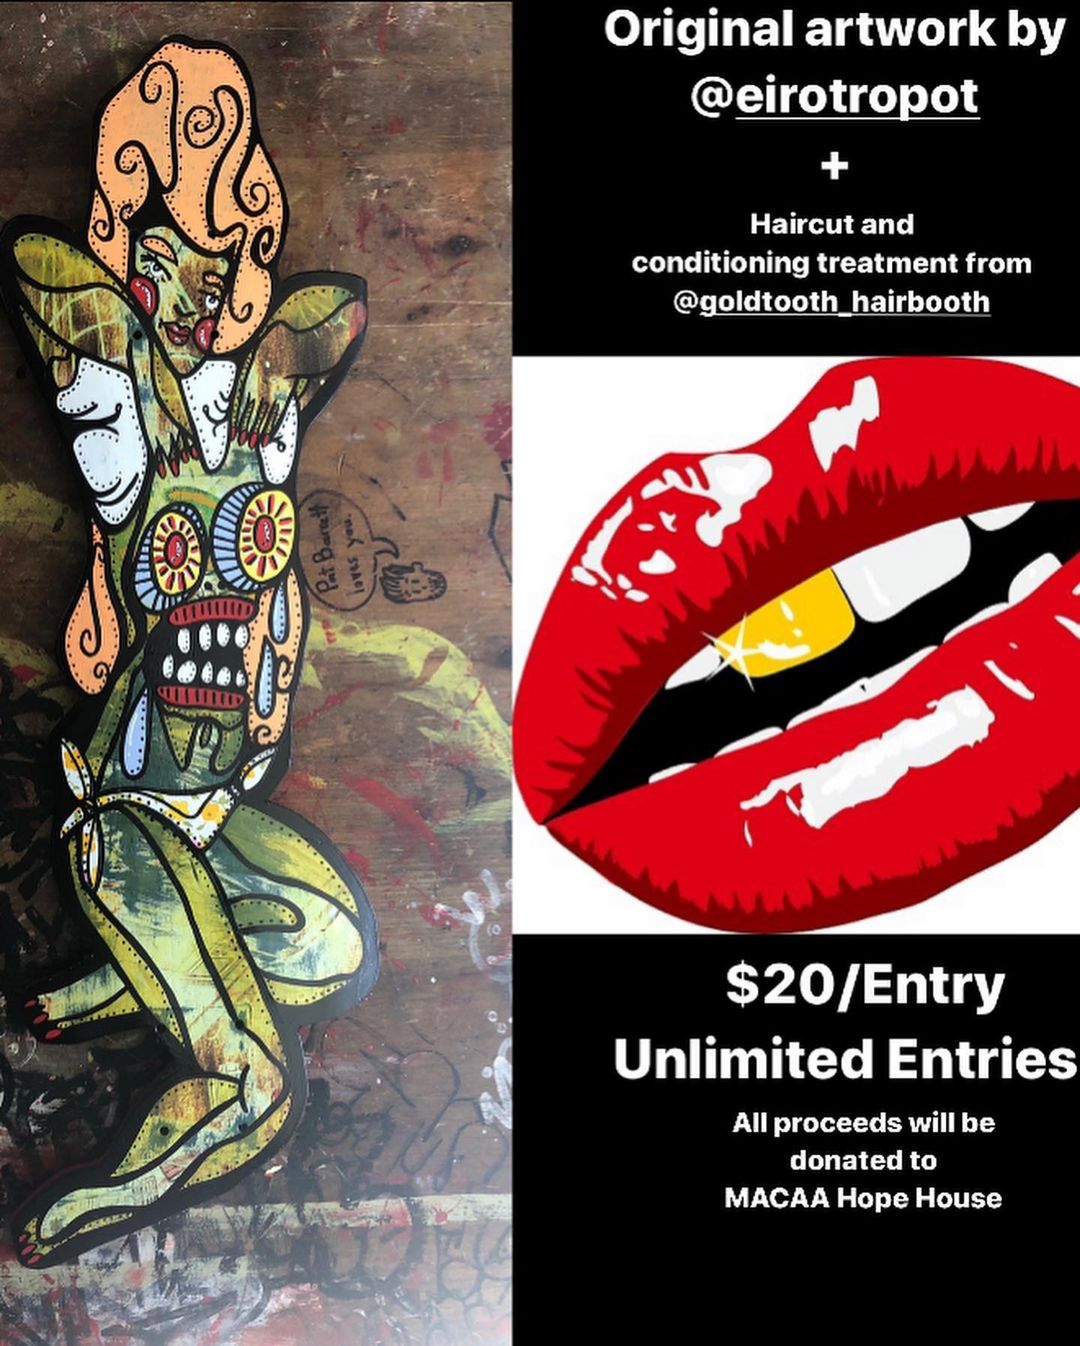 Original artwork by
@eirotropot
+
Haircut and
conditioning treatment from
@goldtooth_hairbooth
Pat Barrett
loves you.
$20/Entry
Unlimited Entries
All proceeds will be
donated to
MACAA Hope House